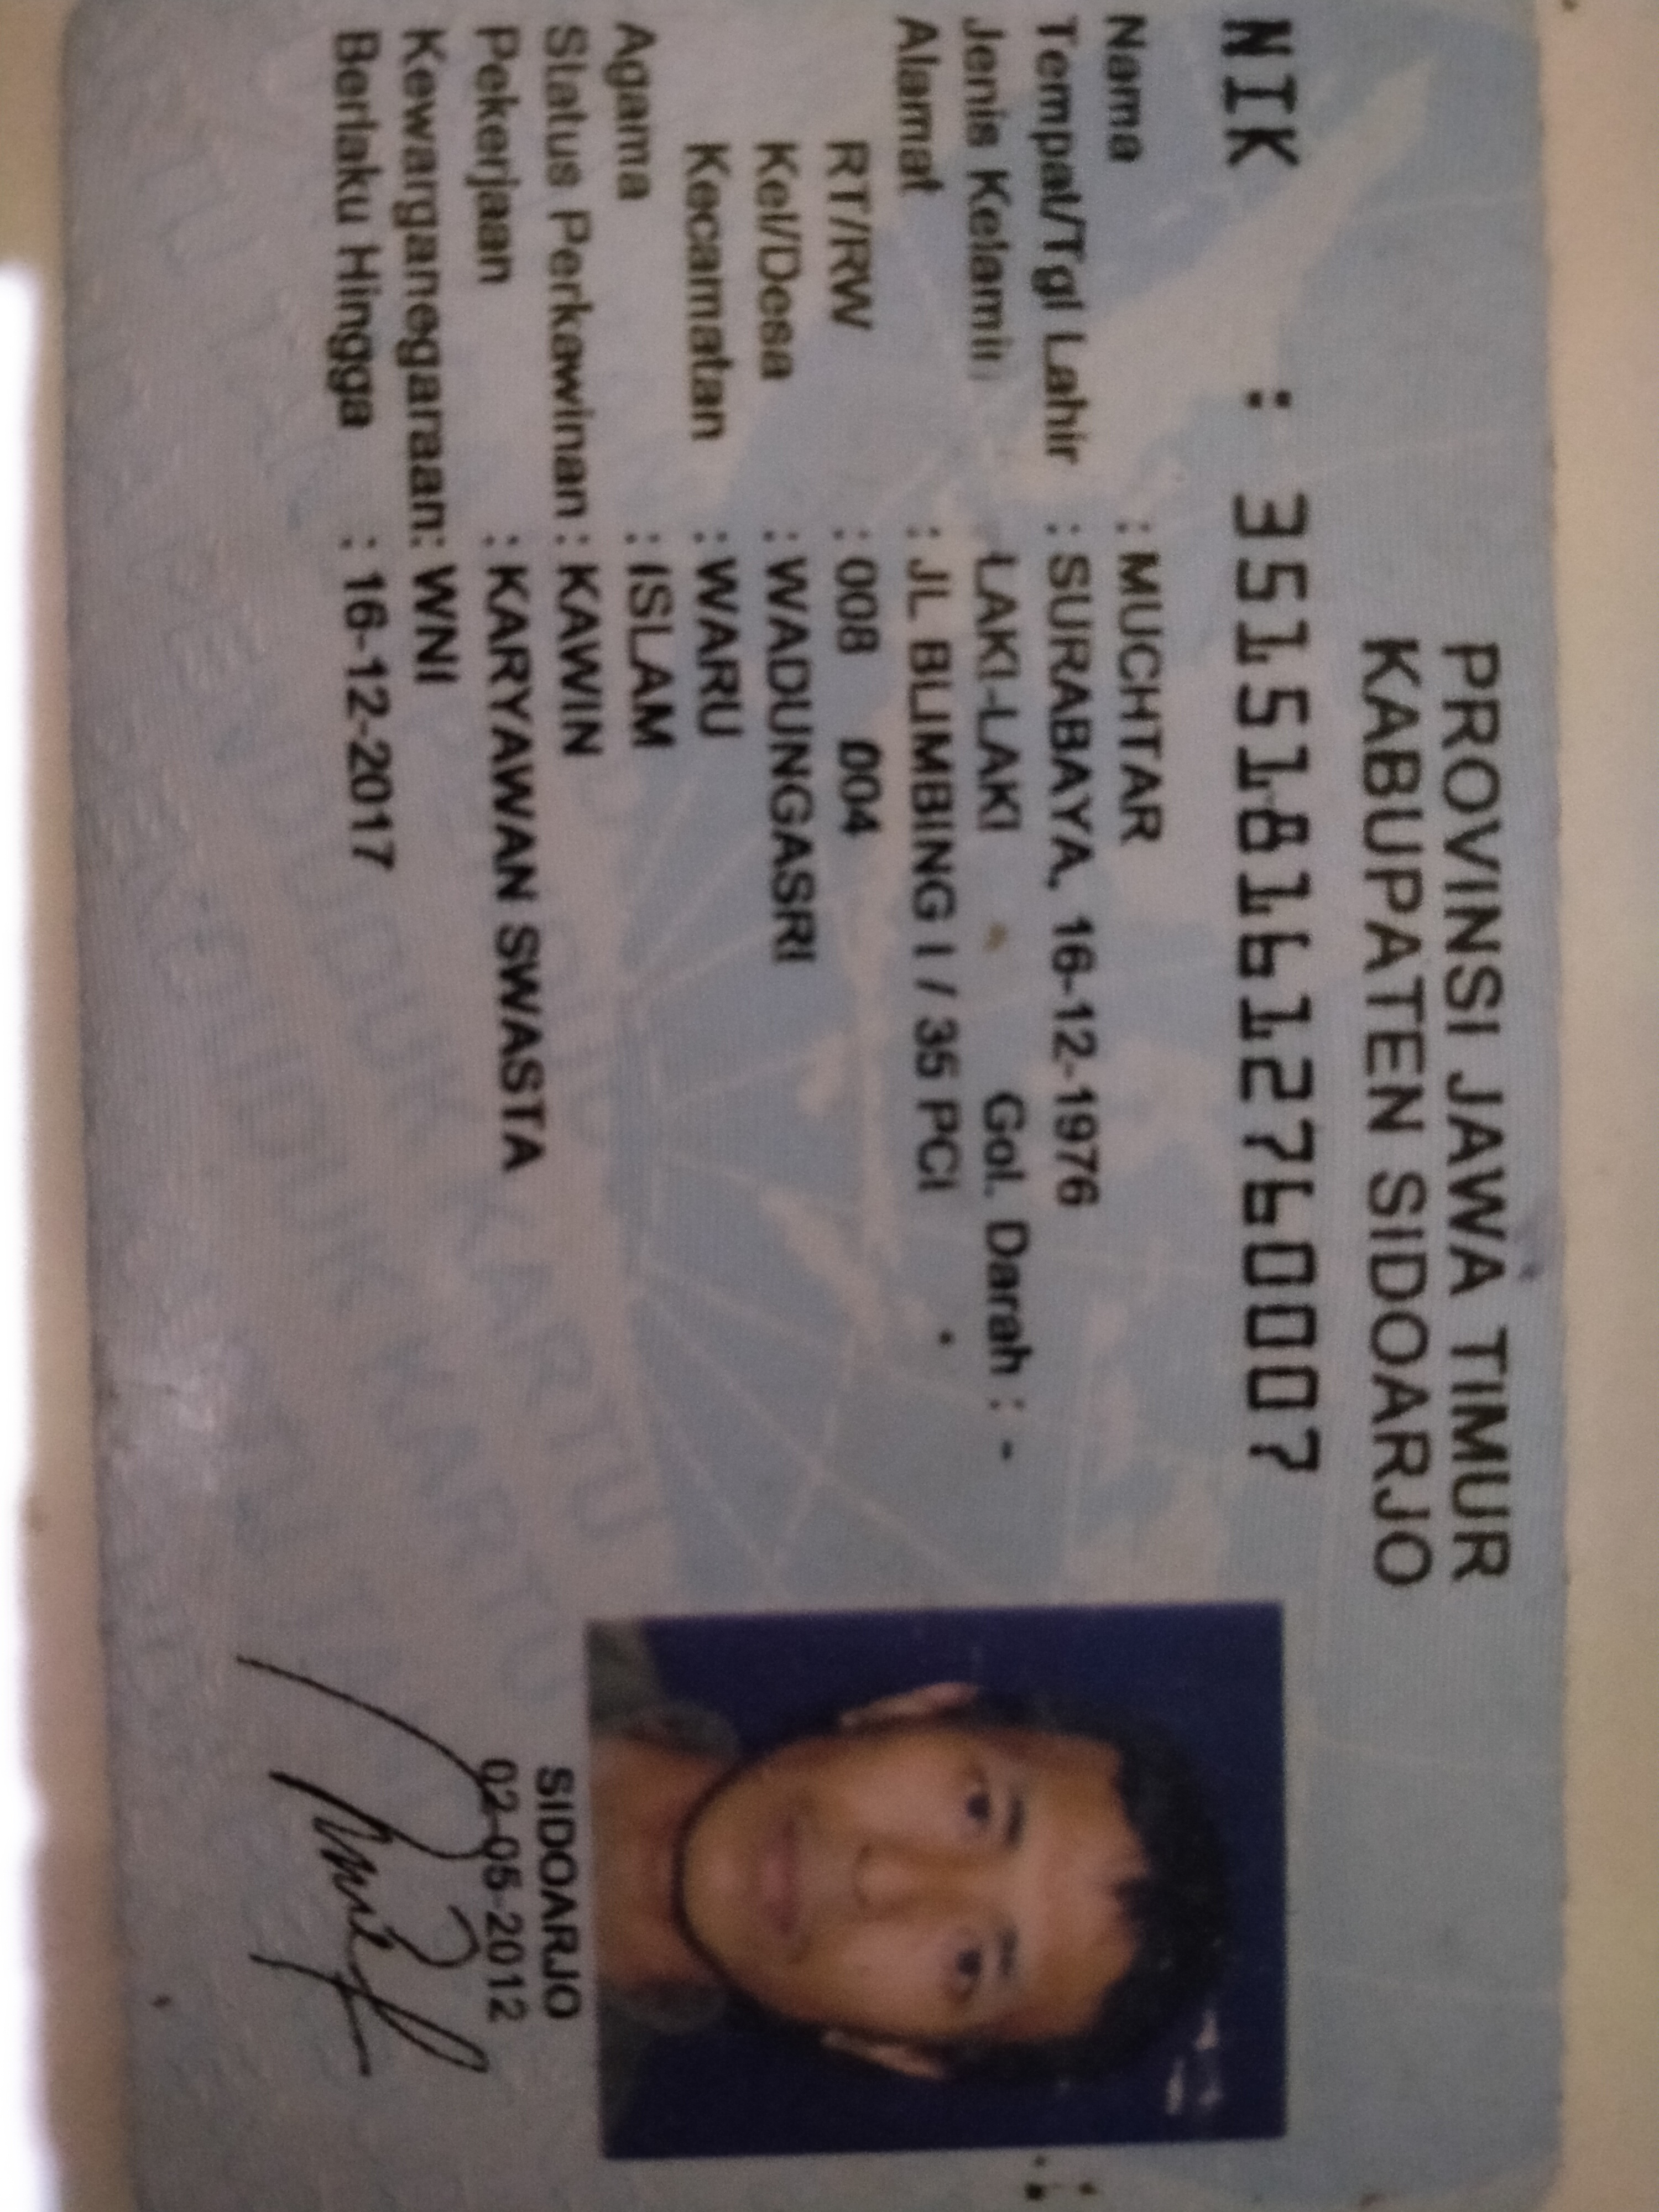 PROVINSI JAWA TIMUR
KABUPATEN SIDOARJO
NIK : 3515181612760007
Nama : MUCHTAR
Tempat/Tgl Lahir : SURABAYA, 16-12-1976
Jenis Kelamin LAKI-LAKI Gol. Darah : -
Alamat : JL BLIMBING I / 35 PCI
RT/RW : 008 004
Kel/Desa : WADUNGASRI
Kecamatan : WARU
Agama : ISLAM
Status Perkawinan : KAWIN
Pekerjaan : KARYAWAN SWASTA
Kewarganegaraan: WNI
Berlaku Hingga : 16-12-2017
SIDOARJO
02-05-2012